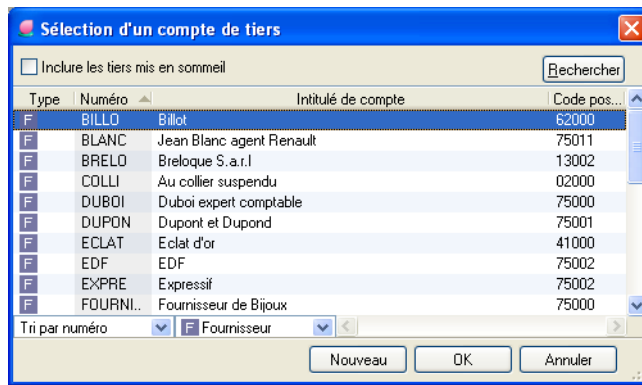 Sélection d'un compte de tiers
Inclure les tiers mis en sommeil Rechercher
Type Numéro Intitulé de compte Code pos...
F BILLO Billot 62000
F BLANC Jean Blanc agent Renault 75011
F BRELO Breloque S.a.r.l 13002
F COLLI Au collier suspendu 02000
F DUBOI Duboi expert comptable 75000
F DUPON Dupont et Dupond 75001
F ECLAT Eclat d'or 41000
F EDF EDF 75002
F EXPRE Expressif 75002
F FOURNI... Fournisseur de Bijoux 75000
Tri par numéro F Fournisseur
Nouveau OK Annuler